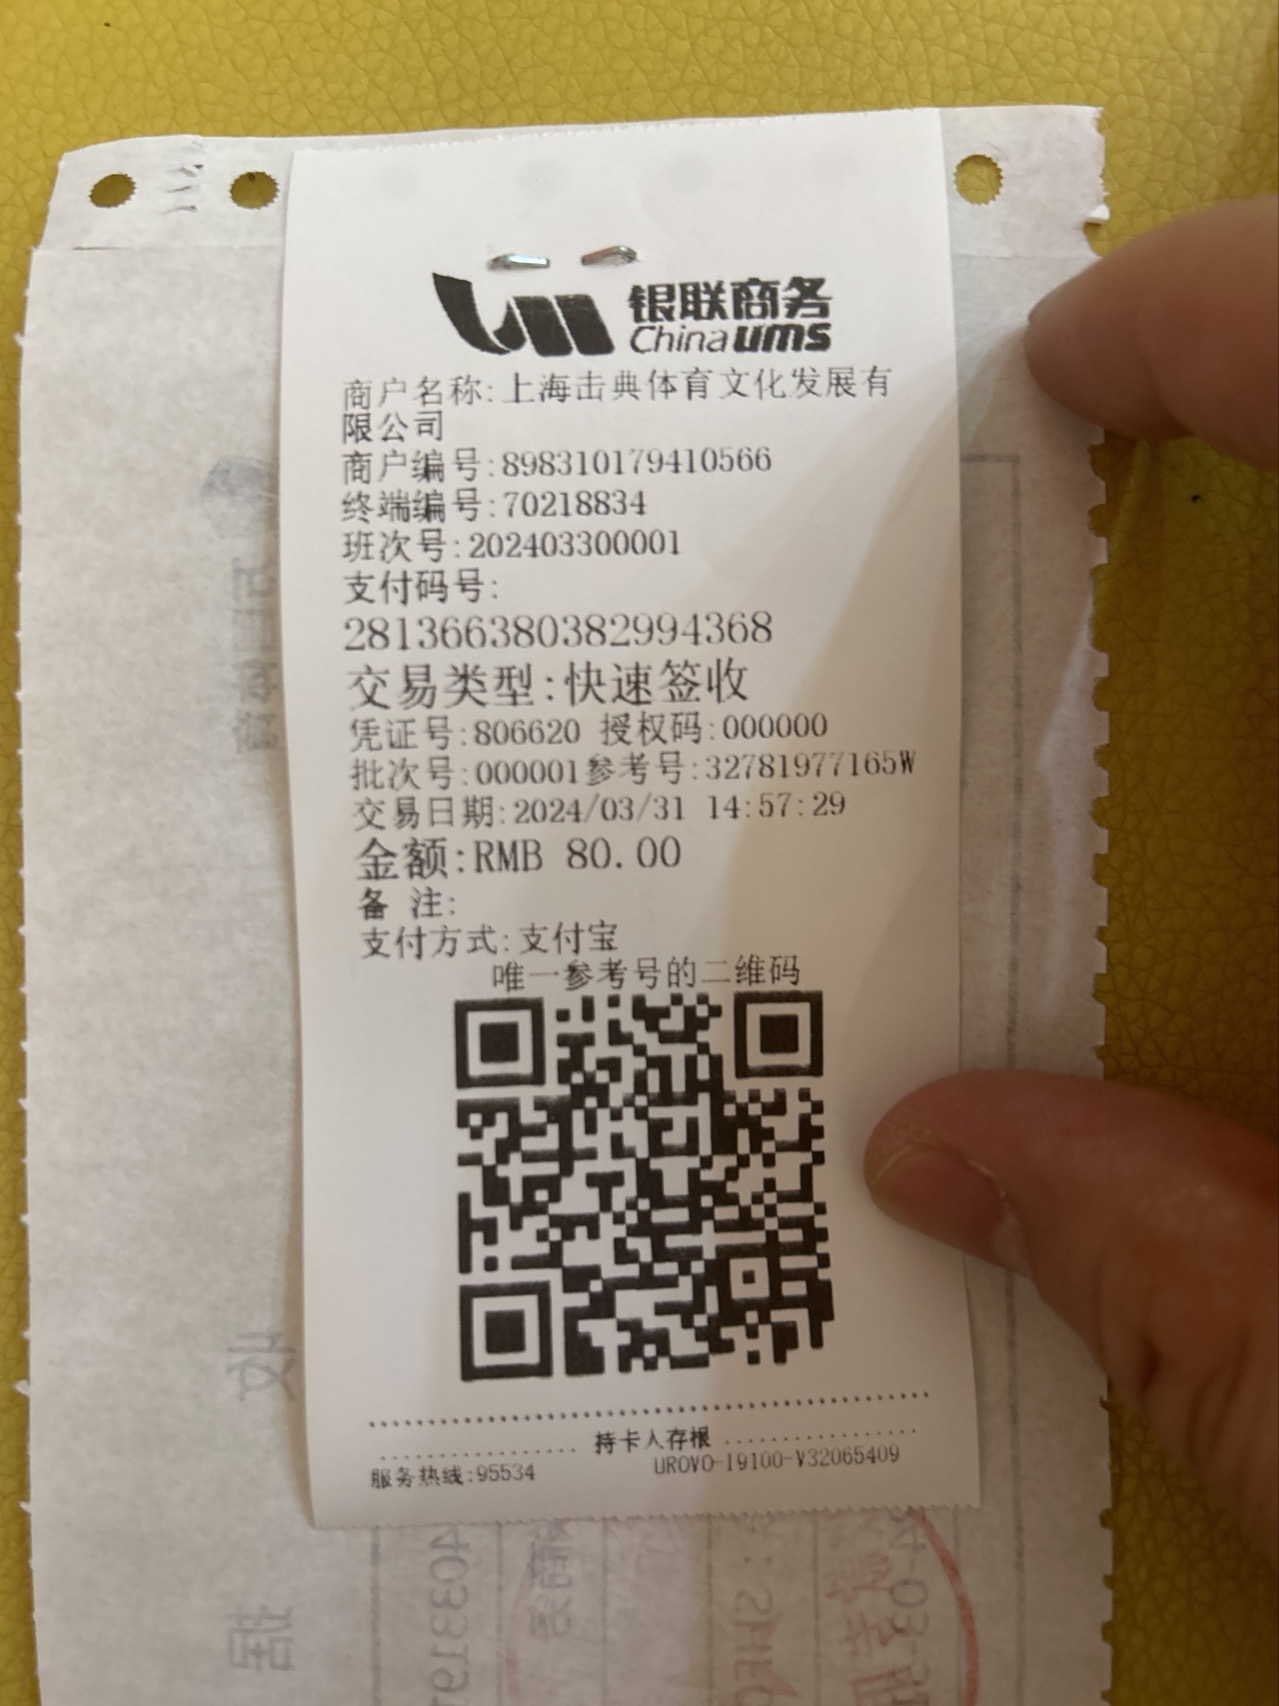 银联商务
China ums
商户名称:上海击典体育文化发展有
限公司
商户编号:898310179410566
终端编号:70218834
班次号:202403300001
支付码号:
281366380382994368
交易类型:快速签收
凭证号:806620 授权码:000000
批次号:000001参考号:32781977165W
交易日期:2024/03/31 14:57:29
金额:RMB 80.00
备 注:
支付方式:支付宝
唯一参考号的二维码
持卡人存根
服务热线:95534 UROVO-I9100-V32065409